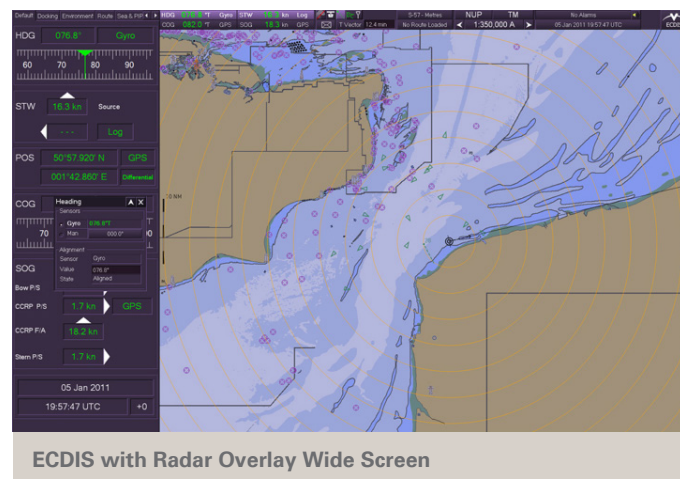 Default Docking Environment Route Sea & PIP
HDG 076.8° Gyro
60 70 80 90
STW 16.3 kn Source
- - - Log
POS 50°57.920' N GPS
001°42.860' E Differential
COG
70
SOG
Bow P/S
CCRP P/S 1.7 kn GPS
CCRP F/A 18.2 kn
Stern P/S 1.7 kn
05 Jan 2011
19:57:47 UTC +0
Heading
Sensors
Gyro 076.8°T
Man 000.0°
Alignment
Sensor Gyro
Value 076.8°
State Aligned
HDG 076.8 °T Gyro STW 16.3 kn Log
COG 082.0 °T GPS SOG 18.3 kn GPS T Vector 12.4 min
S-57 - Metres
No Route Loaded
NUP TM
1:350,000 A
No Alarms
05 Jan 2011 19:57:47 UTC
ECDIS
ECDIS with Radar Overlay Wide Screen